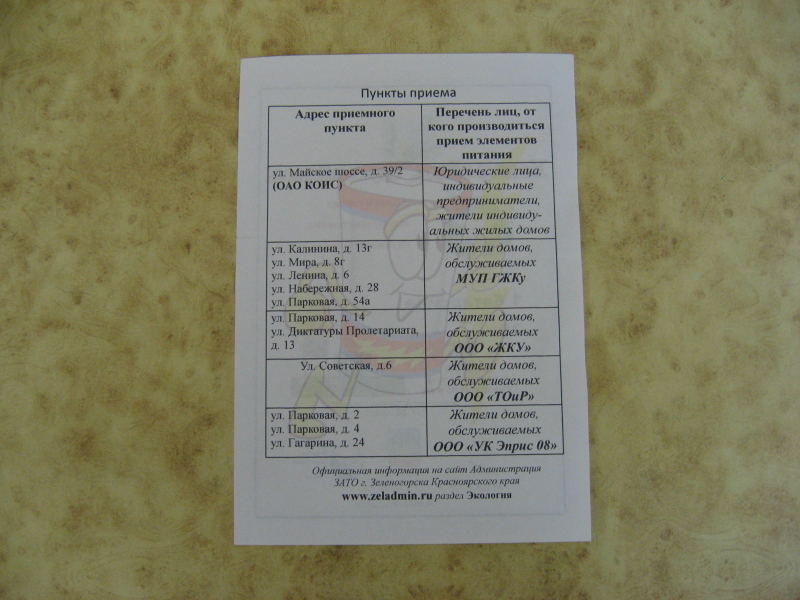 Пункты приема
Адрес приемного
пункта
Перечень лиц, от
кого производиться
прием элементов
питания
ул. Майское шоссе, д. 39/2
(ОАО КОИС)
Юридические лица,
индивидуальные
предприниматели,
жители индивиду-
альных жилых домов
ул. Калинина, д. 13г
ул. Мира, д. 8г
ул. Ленина, д. 6
ул. Набережная, д. 28
ул. Парковая, д. 54а
Жители домов,
обслуживаемых
МУП ГЖКу
ул. Парковая, д. 14
ул. Диктатуры Пролетариата,
д. 13
Жители домов,
обслуживаемых
ООО «ЖКУ»
Ул. Советская, д.6
Жители домов,
обслуживаемых
ООО «ТОиР»
ул. Парковая, д. 2
ул. Парковая, д. 4
ул. Гагарина, д. 24
Жители домов,
обслуживаемых
ООО «УК Эприс 08»
Официальная информация на сайт Администрация
ЗАТО г. Зеленогорска Красноярского края
www.zeladmin.ru раздел Экология